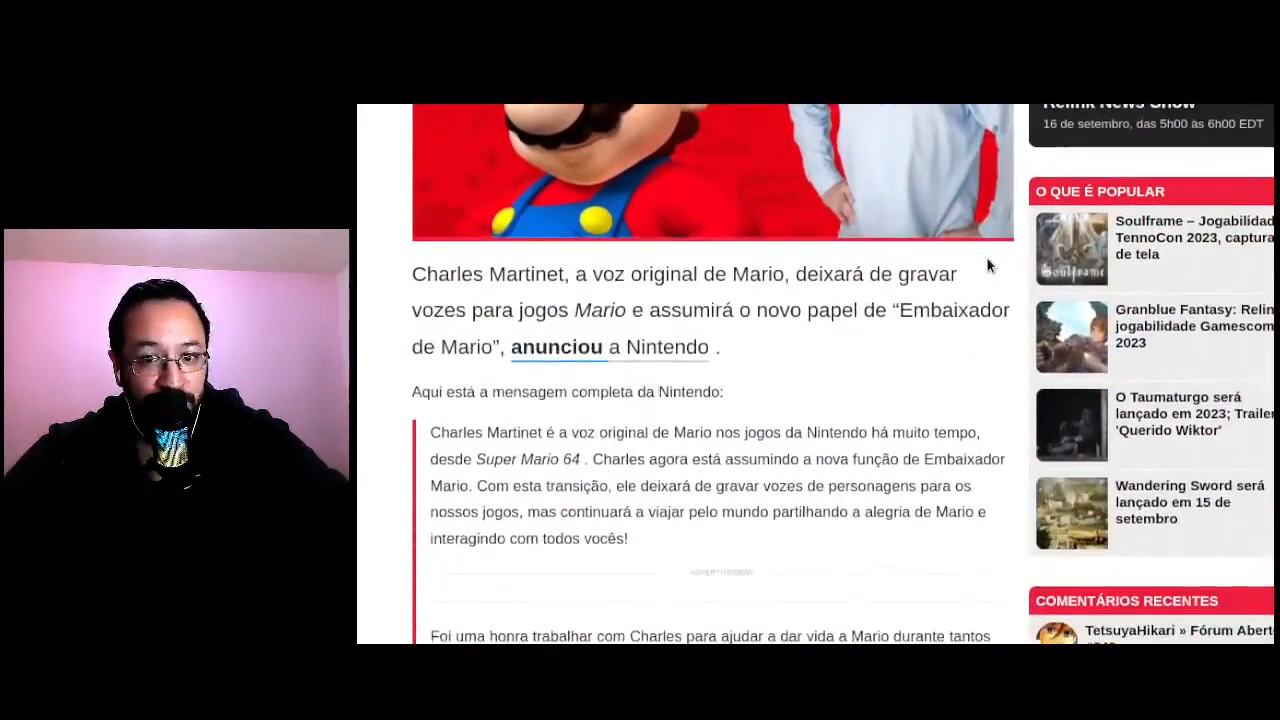 Relink News Show
16 de setembro, das 5h00 às 6h00 EDT
Charles Martinet, a voz original de Mario, deixará de gravar
vozes para jogos Mario e assumirá o novo papel de “Embaixador
de Mario”, anunciou a Nintendo .
Aqui está a mensagem completa da Nintendo:
Charles Martinet é a voz original de Mario nos jogos da Nintendo há muito tempo,
desde Super Mario 64 . Charles agora está assumindo a nova função de Embaixador
Mario. Com esta transição, ele deixará de gravar vozes de personagens para os
nossos jogos, mas continuará a viajar pelo mundo partilhando a alegria de Mario e
interagindo com todos vocês!
ADVERTISEMENT
Foi uma honra trabalhar com Charles para ajudar a dar vida a Mario durante tantos
O QUE É POPULAR
Soulframe – Jogabilidad
TennoCon 2023, captura
de tela
Soulframe
Granblue Fantasy: Relin
jogabilidade Gamescom
2023
O Taumaturgo será
lançado em 2023; Trailer
'Querido Wiktor'
Wandering Sword será
lançado em 15 de
setembro
COMENTÁRIOS RECENTES
TetsuyaHikari » Fórum Abert